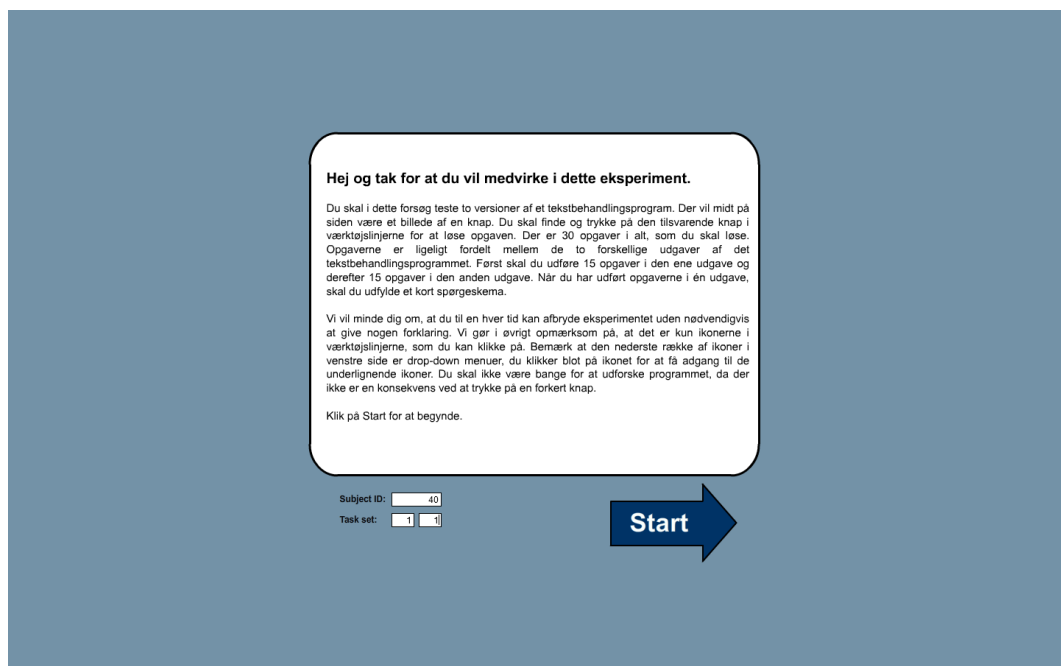 Hej og tak for at du vil medvirke i dette eksperiment.
Du skal i dette forsøg teste to versioner af et tekstbehandlingsprogram. Der vil midt på
siden være et billede af en knap. Du skal finde og trykke på den tilsvarende knap i
værktøjslinjerne for at løse opgaven. Der er 30 opgaver i alt, som du skal løse.
Opgaverne er ligeligt fordelt mellem de to forskellige udgaver af det
tekstbehandlingsprogrammet. Først skal du udføre 15 opgaver i den ene udgave og
derefter 15 opgaver i den anden udgave. Når du har udført opgaverne i én udgave,
skal du udfylde et kort spørgeskema.
Vi vil minde dig om, at du til en hver tid kan afbryde eksperimentet uden nødvendigvis
at give nogen forklaring. Vi gør i øvrigt opmærksom på, at det er kun ikonerne i
værktøjslinjerne, som du kan klikke på. Bemærk at den nederste række af ikoner i
venstre side er drop-down menuer, du klikker blot på ikonet for at få adgang til de
underlignende ikoner. Du skal ikke være bange for at udforske programmet, da der
ikke er en konsekvens ved at trykke på en forkert knap.
Klik på Start for at begynde.
Subject ID: 40
Task set: 1 1
Start